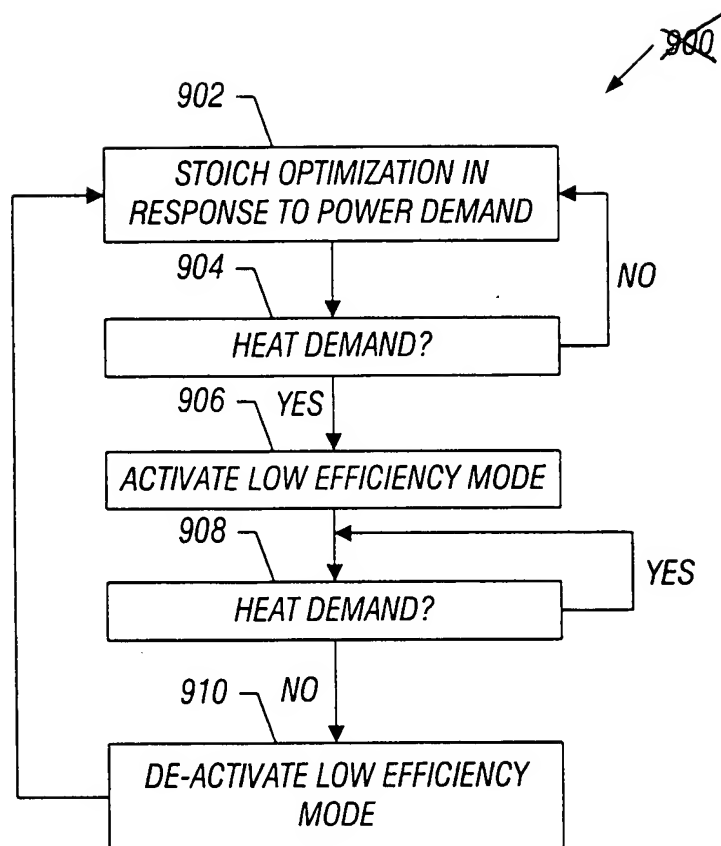 900
902
STOICH OPTIMIZATION IN
RESPONSE TO POWER DEMAND
904
NO
HEAT DEMAND?
906
YES
ACTIVATE LOW EFFICIENCY MODE
908
YES
HEAT DEMAND?
910
NO
DE-ACTIVATE LOW EFFICIENCY
MODE